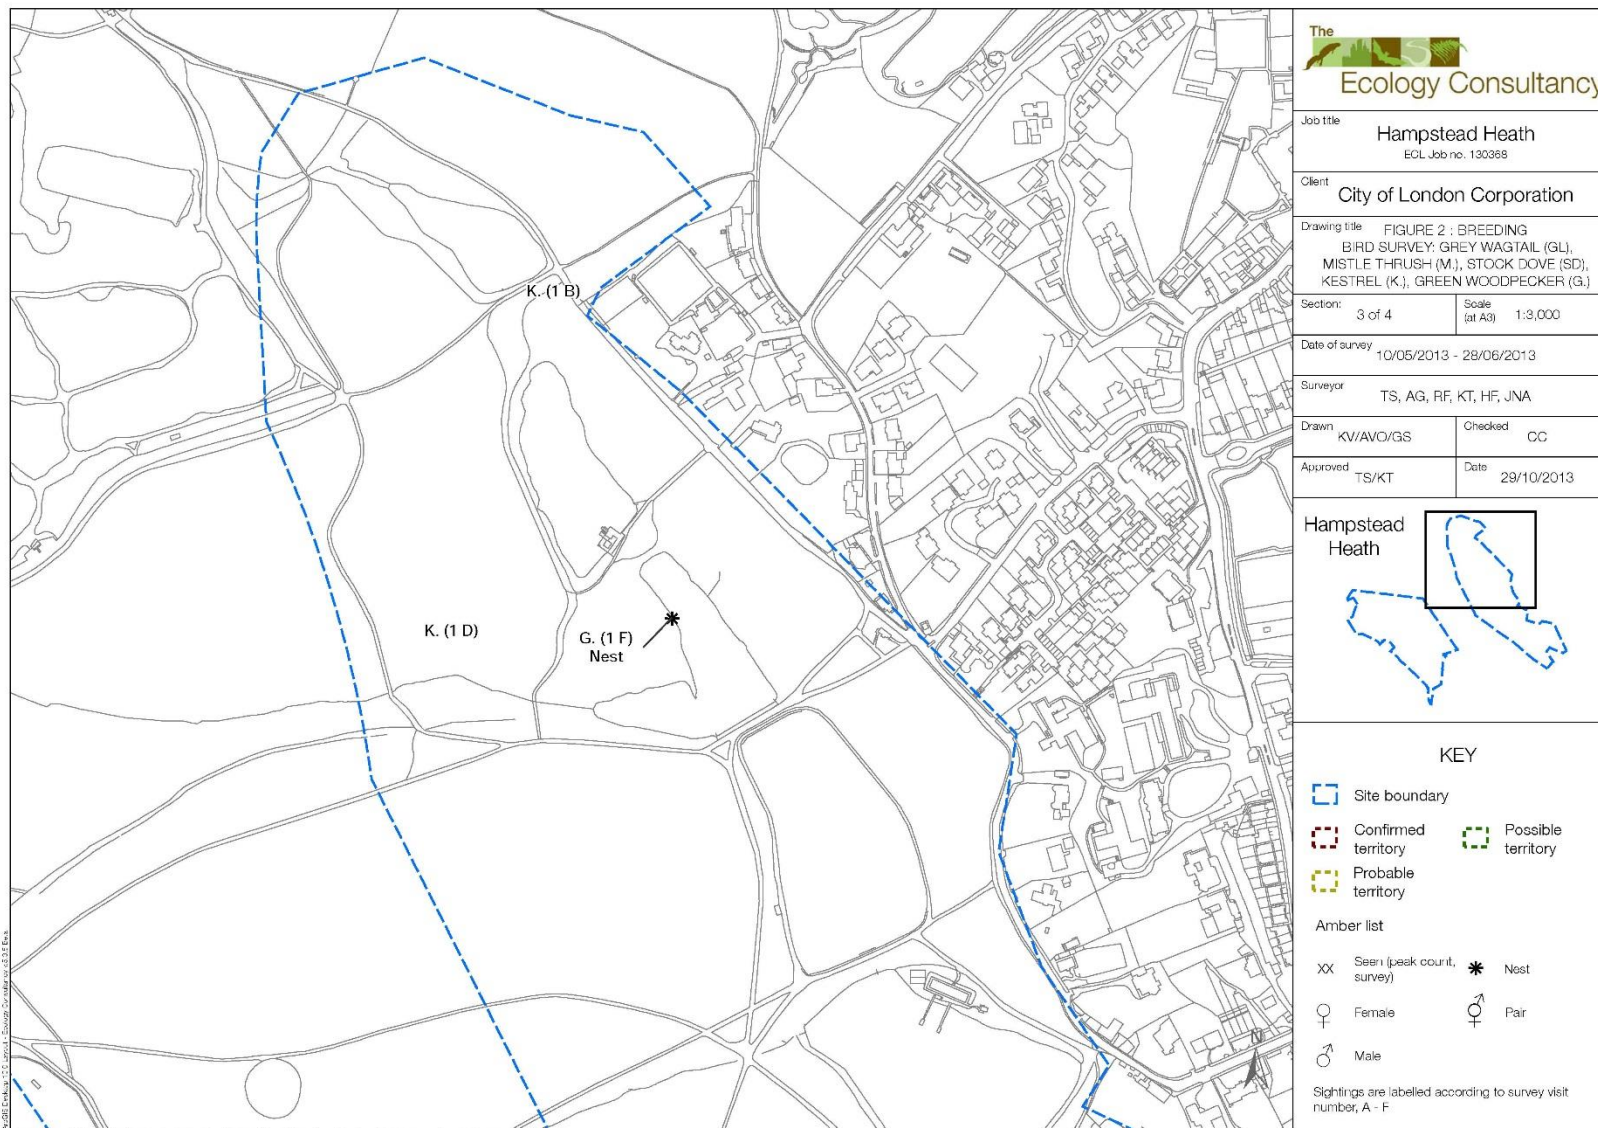 The
Ecology Consultancy
Job title
Hampstead Heath
ECL Job no. 130368
Client
City of London Corporation
Drawing title
FIGURE 2 : BREEDING
BIRD SURVEY: GREY WAGTAIL (GL),
MISTLE THRUSH (M.), STOCK DOVE (SD),
KESTREL (K.), GREEN WOODPECKER (G.)
Section:
3 of 4
Scale
(at A3)
1:3,000
Date of survey
10/05/2013 - 28/06/2013
Surveyor
TS, AG, RF, KT, HF, JNA
Drawn
KV/AVO/GS
Checked
CC
Approved
TS/KT
Date
29/10/2013
Hampstead
Heath
KEY
Site boundary
Confirmed
territory
Possible
territory
Probable
territory
Amber list
XX
Seen (peak count,
survey)
Nest
Female
Pair
Male
Sightings are labelled according to survey visit
number, A - F
K. (1 B)
K. (1 D)
G. (1 F)
Nest
N